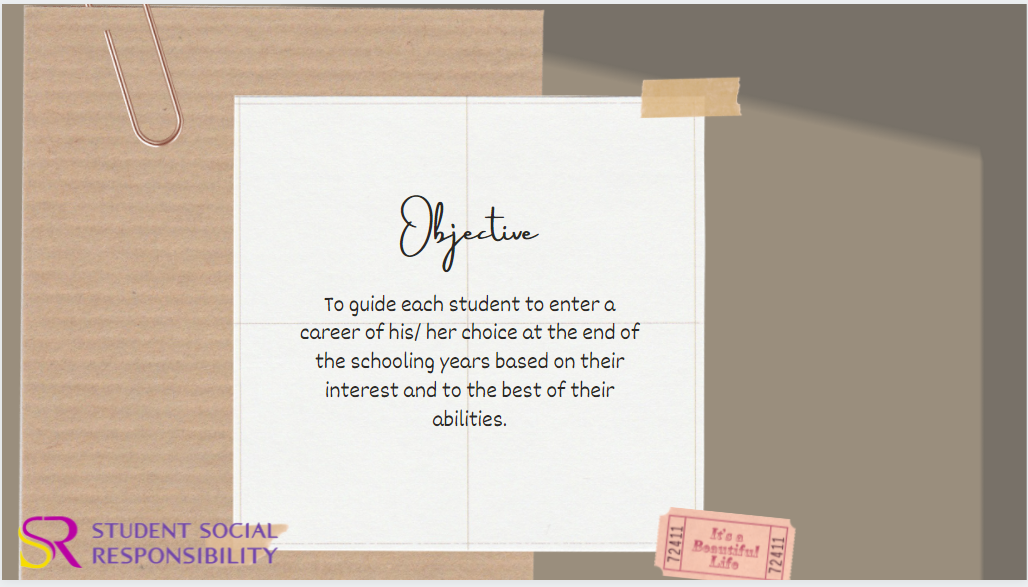 Objective
To guide each student to enter a
career of his/ her choice at the end of
the schooling years based on their
interest and to the best of their
abilities.
SR STUDENT SOCIAL
RESPONSIBILITY
72411
It's a
Beautiful
Life
72411